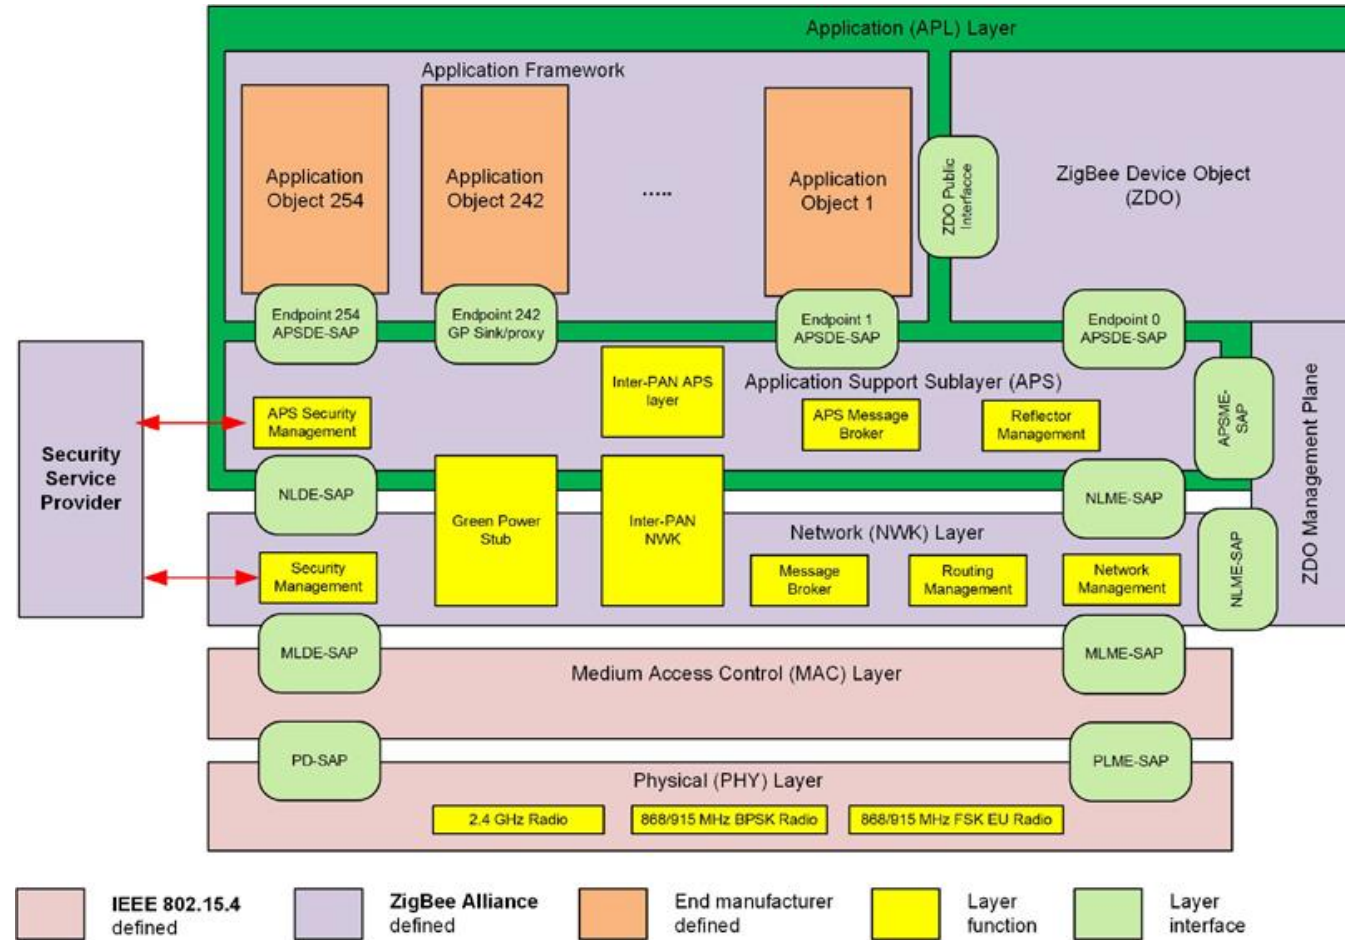 Application (APL) Layer
Application Framework
Application
Object 254
Application
Object 242
.....
Application
Object 1
ZDO Public
Interfacce
ZigBee Device Object
(ZDO)
Endpoint 254
APSDE-SAP
Endpoint 242
GP Sink/proxy
Endpoint 1
APSDE-SAP
Endpoint 0
APSDE-SAP
Inter-PAN APS
layer
Application Support Sublayer (APS)
APS Security
Management
APS Message
Broker
Reflector
Management
APSME-
SAP
Security
Service
Provider
ZDO Management Plane
NLDE-SAP
NLME-SAP
Green Power
Stub
Inter-PAN
NWK
Network (NWK) Layer
Security
Management
Message
Broker
Routing
Management
Network
Management
NLME-SAP
MLDE-SAP
MLME-SAP
Medium Access Control (MAC) Layer
PD-SAP
PLME-SAP
Physical (PHY) Layer
2.4 GHz Radio
868/915 MHz BPSK Radio
868/915 MHz FSK EU Radio
IEEE 802.15.4
defined
ZigBee Alliance
defined
End manufacturer
defined
Layer
function
Layer
interface